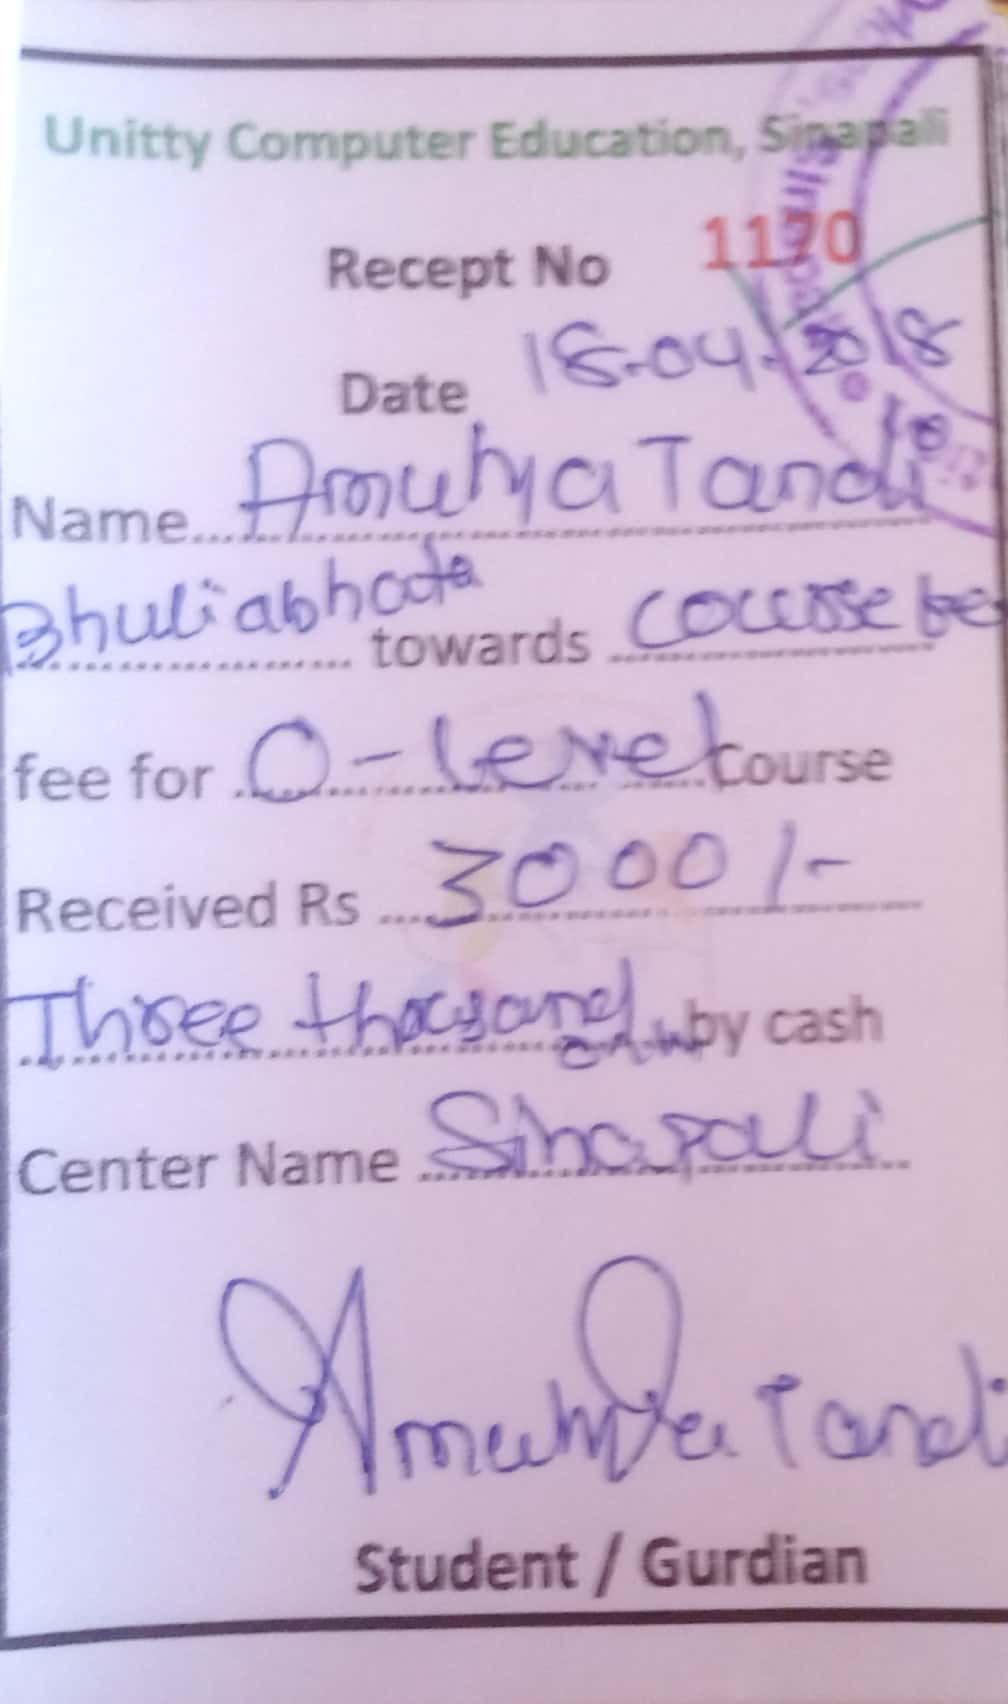 Unitty Computer Education, Sinapali
Recept No 1170
Date 18-04-2018
Name Amulya Tandi
Bhuliabhata towards course fee
fee for O-level Course
Received Rs 3000/-
Three thousand by cash
Center Name Sinapali
Amulya Tandi
Student / Gurdian